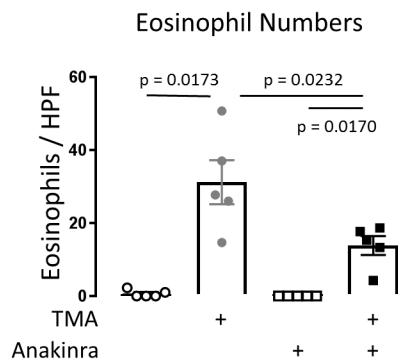 Eosinophil Numbers
Eosinophils / HPF
60
40
20
0
p = 0.0173
p = 0.0232
p = 0.0170
TMA + +
Anakinra + +